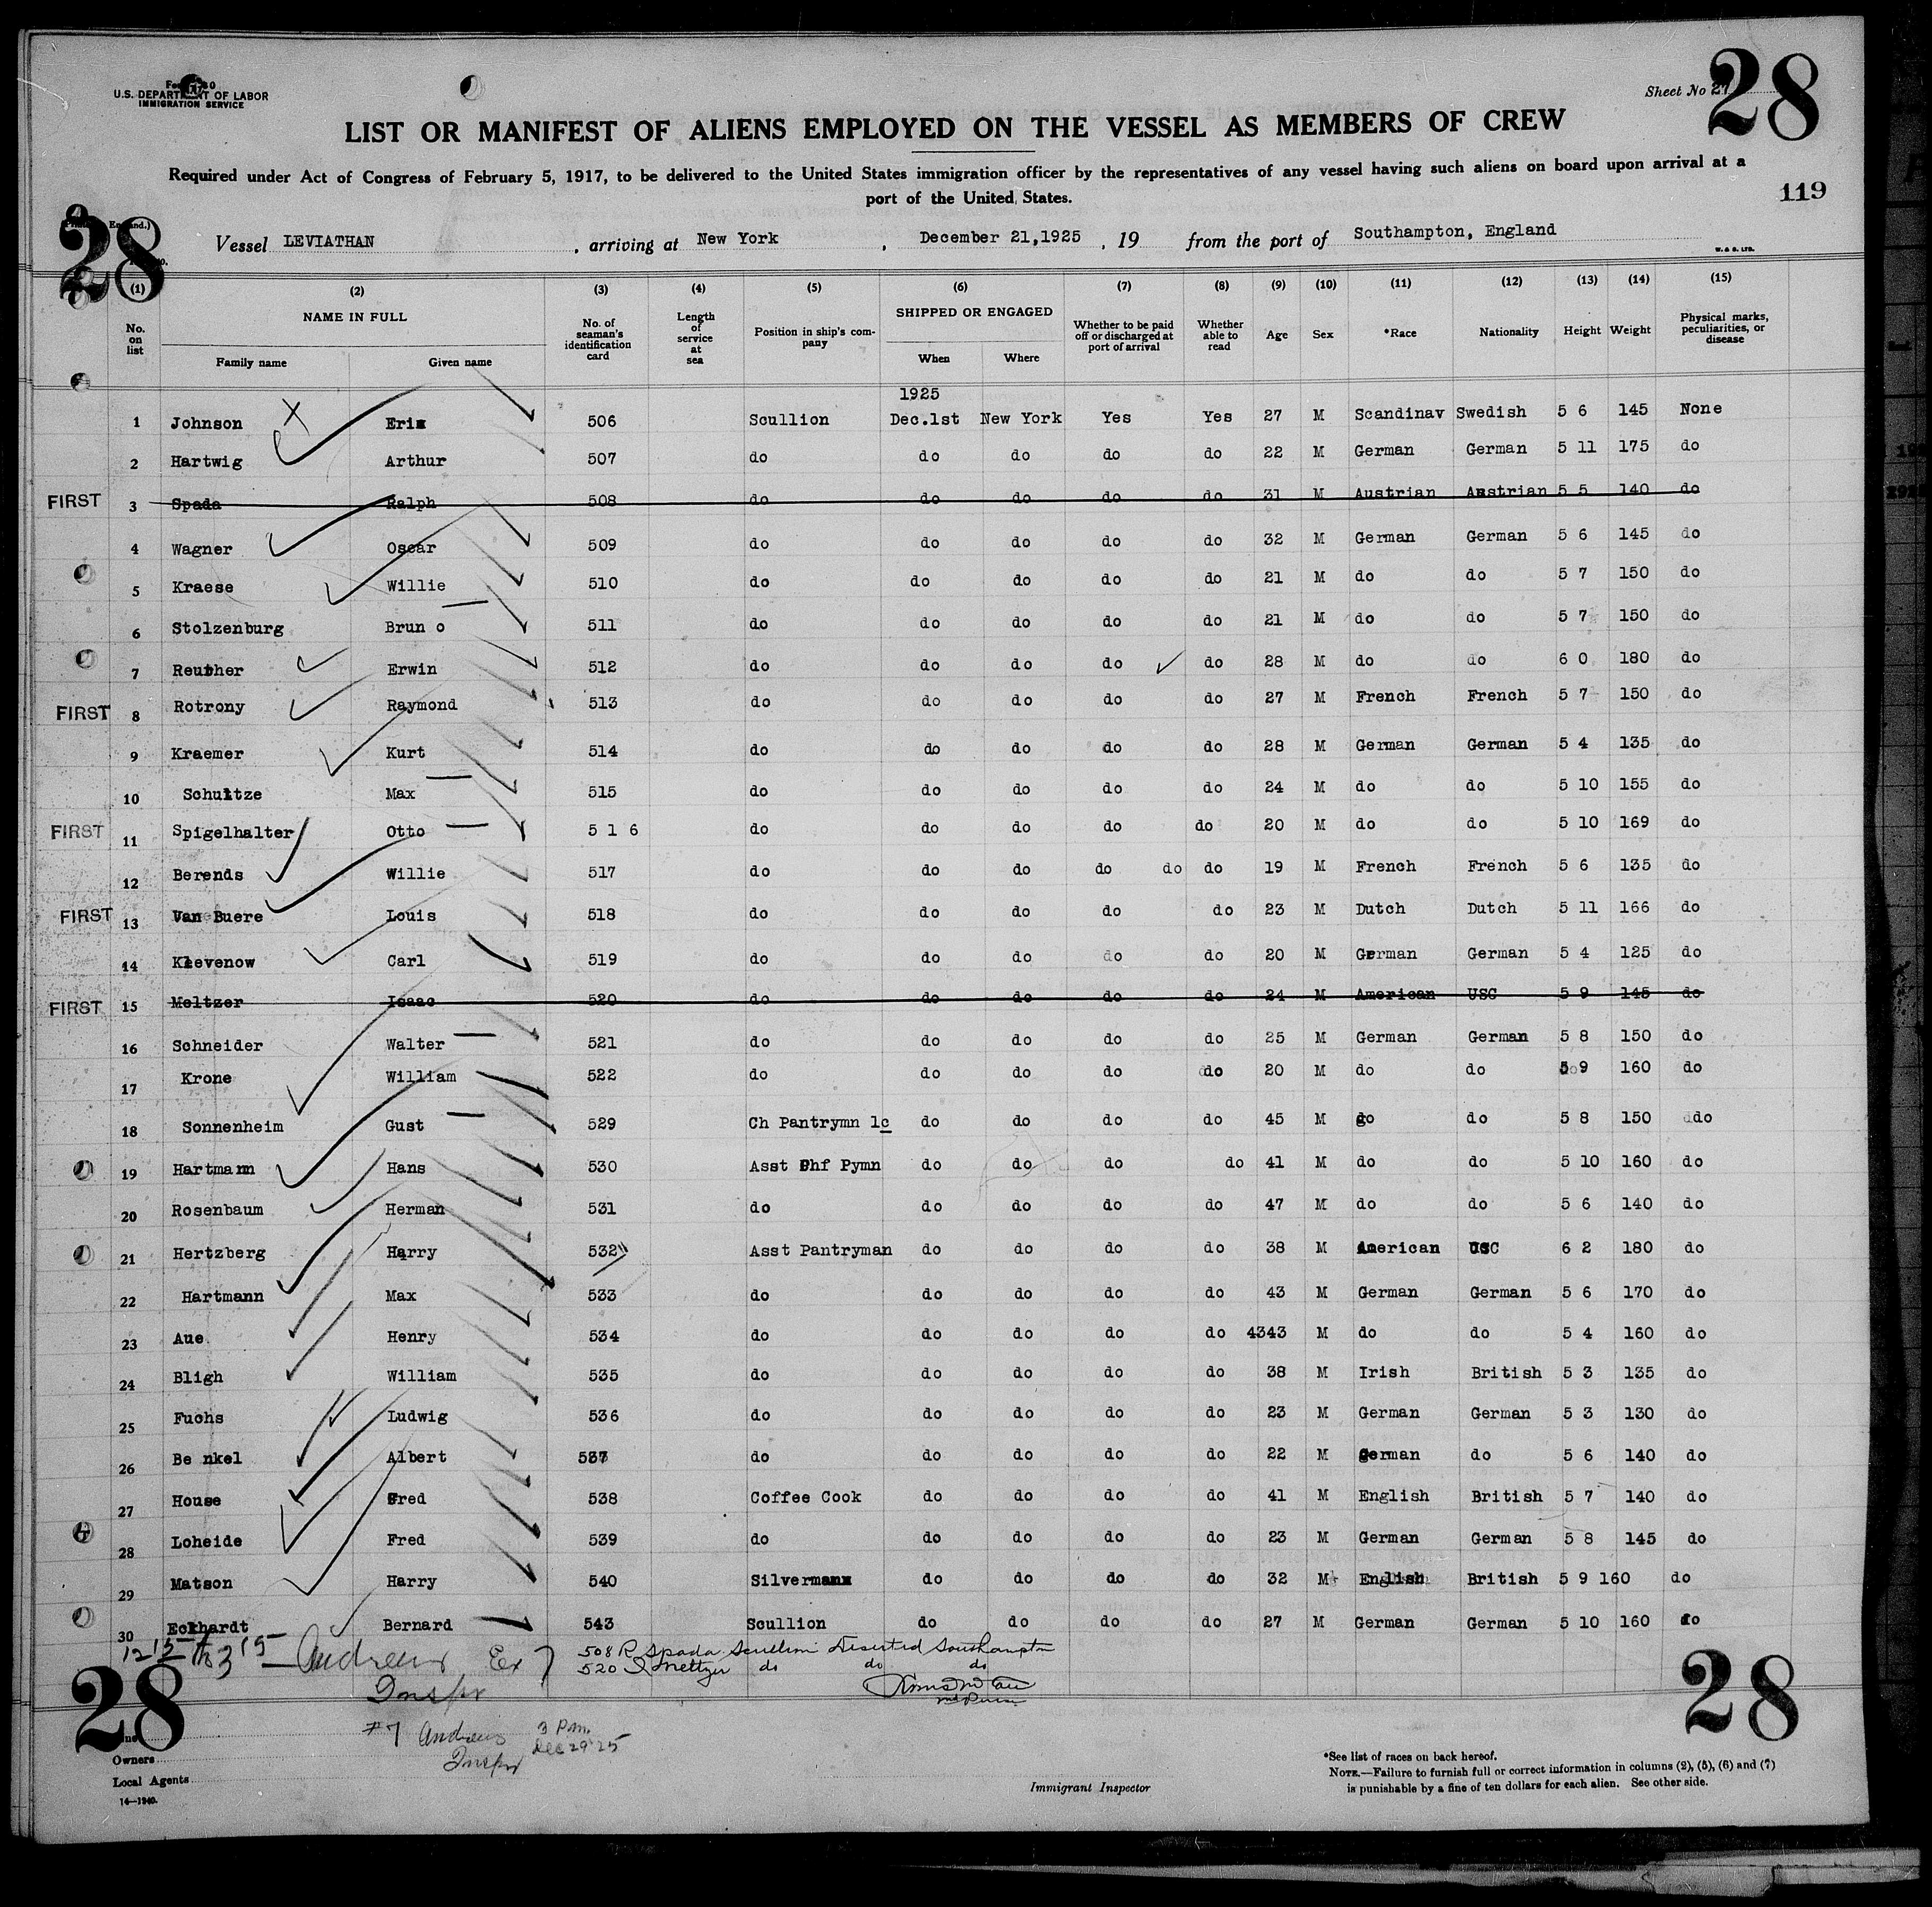 U.S. DEPARTMENT OF LABOR
IMMIGRATION SERVICE
Sheet No 27
28
LIST OR MANIFEST OF ALIENS EMPLOYED ON THE VESSEL AS MEMBERS OF CREW
Required under Act of Congress of February 5, 1917, to be delivered to the United States immigration officer by the representatives of any vessel having such aliens on board upon arrival at a
port of the United States.
119
28
Vessel LEVIATHAN, arriving at New York, December 21,1925, 19 from the port of Southampton, England
W. & S. LTD.
(1) (2) (3) (4) (5) (6) (7) (8) (9) (10) (11) (12) (13) (14) (15)
No. on list NAME IN FULL Family name Given name No. of seaman's identification card Length of service at sea Position in ship's company SHIPPED OR ENGAGED When Where Whether to be paid off or discharged at port of arrival Whether able to read Age Sex *Race Nationality Height Weight Physical marks, peculiarities, or disease
1925
1 Johnson X Eri 506 Scullion Dec.1st New York Yes Yes 27 M Scandinav Swedish 5 6 145 None
2 Hartwig Arthur 507 do do do do do 22 M German German 5 11 175 do
FIRST 3 Spada Ralph 508 do do do do do 31 M Austrian Austrian 5 5 140 do
4 Wagner Oscar 509 do do do do do 32 M German German 5 6 145 do
5 Kraese Willie 510 do do do do do 21 M do do 5 7 150 do
6 Stolzenburg Brun o 511 do do do do do 21 M do do 5 7 150 do
7 Reuther Erwin 512 do do do do do 28 M do do 6 0 180 do
FIRST 8 Rotrony Raymond 513 do do do do do 27 M French French 5 7 150 do
9 Kraemer Kurt 514 do do do do do 28 M German German 5 4 135 do
10 Schultze Max 515 do do do do do 24 M do do 5 10 155 do
FIRST 11 Spigelhalter Otto 5 1 6 do do do do do 20 M do do 5 10 169 do
12 Berends Willie 517 do do do do do do 19 M French French 5 6 135 do
FIRST 13 Van Buere Louis 518 do do do do do 23 M Dutch Dutch 5 11 166 do
14 Klevenow Carl 519 do do do do do 20 M German German 5 4 125 do
FIRST 15 Meltzer Isaac 520 do do do do do 24 M American USC 5 9 145 do
16 Schneider Walter 521 do do do do do 25 M German German 5 8 150 do
17 Krone William 522 do do do do do 20 M do do 5 9 160 do
18 Sonnenheim Gust 529 Ch Pantrymn 1c do do do do 45 M do do 5 8 150 do
19 Hartmann Hans 530 Asst Chf Pymn do do do do 41 M do do 5 10 160 do
20 Rosenbaum Herman 531 do do do do do 47 M do do 5 6 140 do
21 Hertzberg Harry 532 Asst Pantryman do do do do 38 M American USC 6 2 180 do
22 Hartmann Max 533 do do do do do 43 M German German 5 6 170 do
23 Aue Henry 534 do do do do do 4343 M do do 5 4 160 do
24 Bligh William 535 do do do do do 38 M Irish British 5 3 135 do
25 Fuchs Ludwig 536 do do do do do 23 M German German 5 3 130 do
26 Be nkel Albert 537 do do do do do 22 M German do 5 6 140 do
27 House Fred 538 Coffee Cook do do do do 41 M English British 5 7 140 do
28 Loheide Fred 539 do do do do do 23 M German German 5 8 145 do
29 Matson Harry 540 Silverman do do do do 32 M English British 5 9 160 do
30 Eckhardt Bernard 543 Scullion do do do do 27 M German German 5 10 160 do
Andrews Ex 7
Inspr
508 R. Spada Scullion Deserted Southampton
520 I. Meltzer do do do
28
28
#7 Andrews 3 P.m.
Inspr Dec 29 '25
Owners
Local Agents
14—1240.
Immigrant Inspector
*See list of races on back hereof.
NOTE.—Failure to furnish full or correct information in columns (2), (5), (6) and (7)
is punishable by a fine of ten dollars for each alien. See other side.